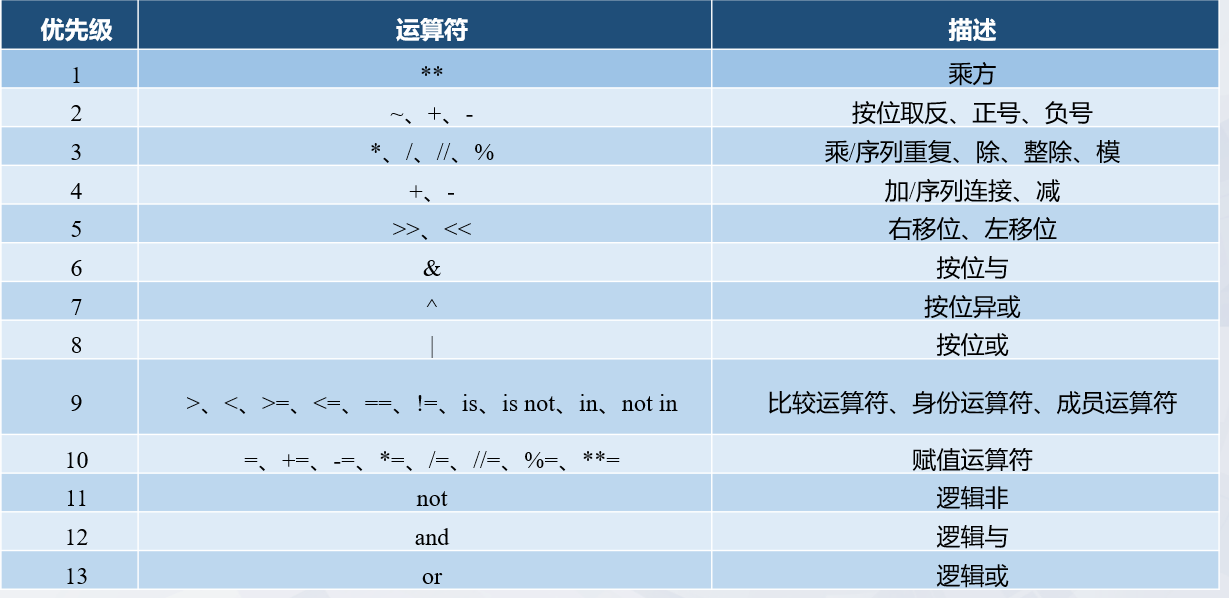 优先级 运算符 描述
1 ** 乘方
2 ~、+、- 按位取反、正号、负号
3 *、/、//、% 乘/序列重复、除、整除、模
4 +、- 加/序列连接、减
5 >>、<< 右移位、左移位
6 & 按位与
7 ^ 按位异或
8 | 按位或
9 >、<、>=、<=、==、!=、is、is not、in、not in 比较运算符、身份运算符、成员运算符
10 =、+=、-=、*=、/=、//=、%=、**= 赋值运算符
11 not 逻辑非
12 and 逻辑与
13 or 逻辑或